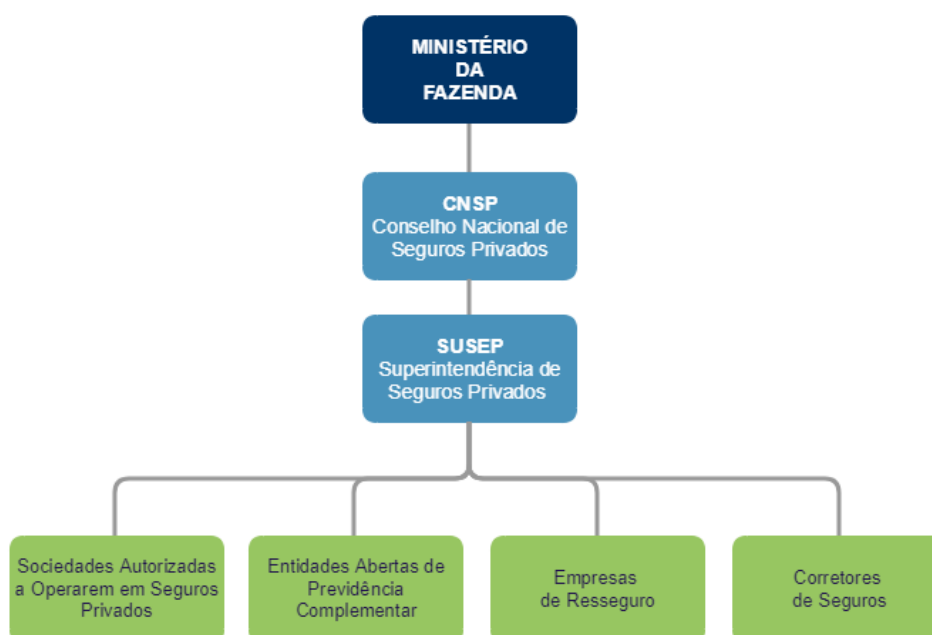 MINISTÉRIO
DA
FAZENDA
CNSP
Conselho Nacional de
Seguros Privados
SUSEP
Superintendência de
Seguros Privados
Sociedades Autorizadas
a Operarem em Seguros
Privados
Entidades Abertas de
Previdência
Complementar
Empresas
de Resseguro
Corretores
de Seguros